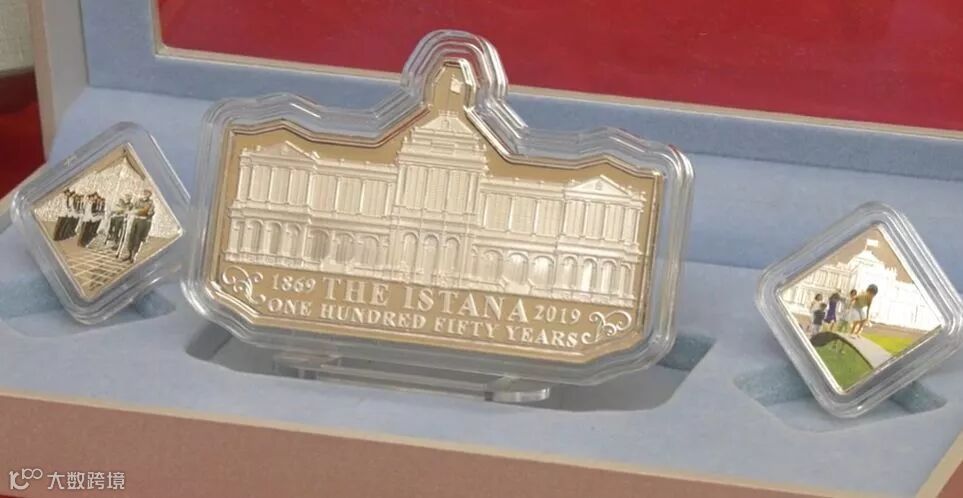 1869 THE ISTANA 2019
ONE HUNDRED FIFTY YEARS
大数跨境